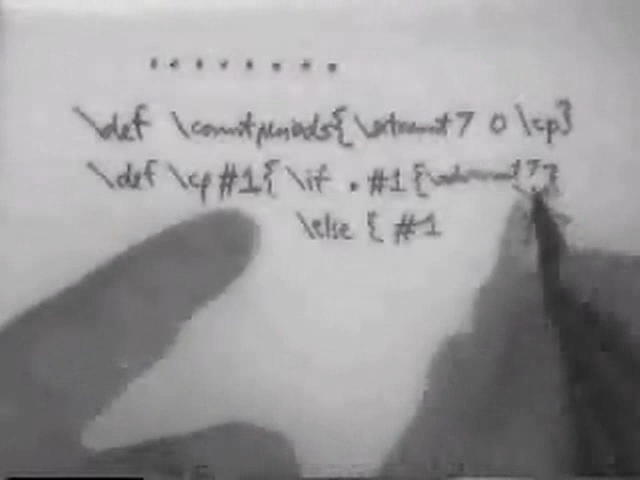 . . . . . . . .
\def \countperiods{\setcount7 0 \cp}
\def \cp#1{\if . #1{
\else { #1